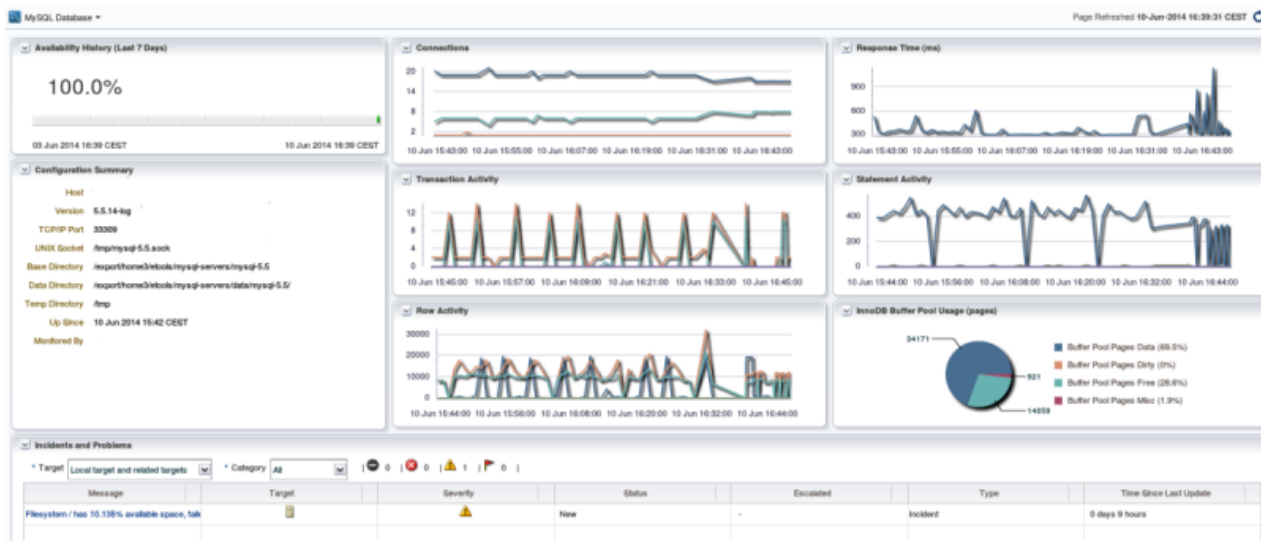 MySQL Database
Page Refreshed 10-Jun-2014 16:39:31 CEST
Availability History (Last 7 Days)
100.0%
03 Jun 2014 16:39 CEST 10 Jun 2014 16:39 CEST
Configuration Summary
Host
Version 5.5.14-log
TCP/IP Port 33309
UNIX Socket /tmp/mysql-5.5.sock
Base Directory /export/home3/etools/mysql-servers/mysql-5.5
Data Directory /export/home3/etools/mysql-servers/data/mysql-5.5/
Temp Directory /tmp
Up Since 10 Jun 2014 15:42 CEST
Monitored By
Connections
20
14
8
2
10 Jun 15:43:00 10 Jun 15:55:00 10 Jun 16:07:00 10 Jun 16:19:00 10 Jun 16:31:00 10 Jun 16:43:00
Response Time (ms)
900
600
300
10 Jun 15:43:00 10 Jun 15:55:00 10 Jun 16:07:00 10 Jun 16:19:00 10 Jun 16:31:00 10 Jun 16:43:00
Transaction Activity
12
8
4
0
10 Jun 15:45:00 10 Jun 15:57:00 10 Jun 16:09:00 10 Jun 16:21:00 10 Jun 16:33:00 10 Jun 16:45:00
Statement Activity
400
200
0
10 Jun 15:44:00 10 Jun 15:56:00 10 Jun 16:08:00 10 Jun 16:20:00 10 Jun 16:32:00 10 Jun 16:44:00
Row Activity
30000
20000
10000
0
10 Jun 15:44:00 10 Jun 15:56:00 10 Jun 16:08:00 10 Jun 16:20:00 10 Jun 16:32:00 10 Jun 16:44:00
InnoDB Buffer Pool Usage (pages)
34171
921
14059
Buffer Pool Pages Data (69.5%)
Buffer Pool Pages Dirty (0%)
Buffer Pool Pages Free (28.6%)
Buffer Pool Pages Misc (1.9%)
Incidents and Problems
* Target Local target and related targets * Category All | 0 | 0 | 1 | 0 |
Message Target Severity Status Escalated Type Time Since Last Update
Filesystem / has 10.135% available space, New - Incident 0 days 9 hours